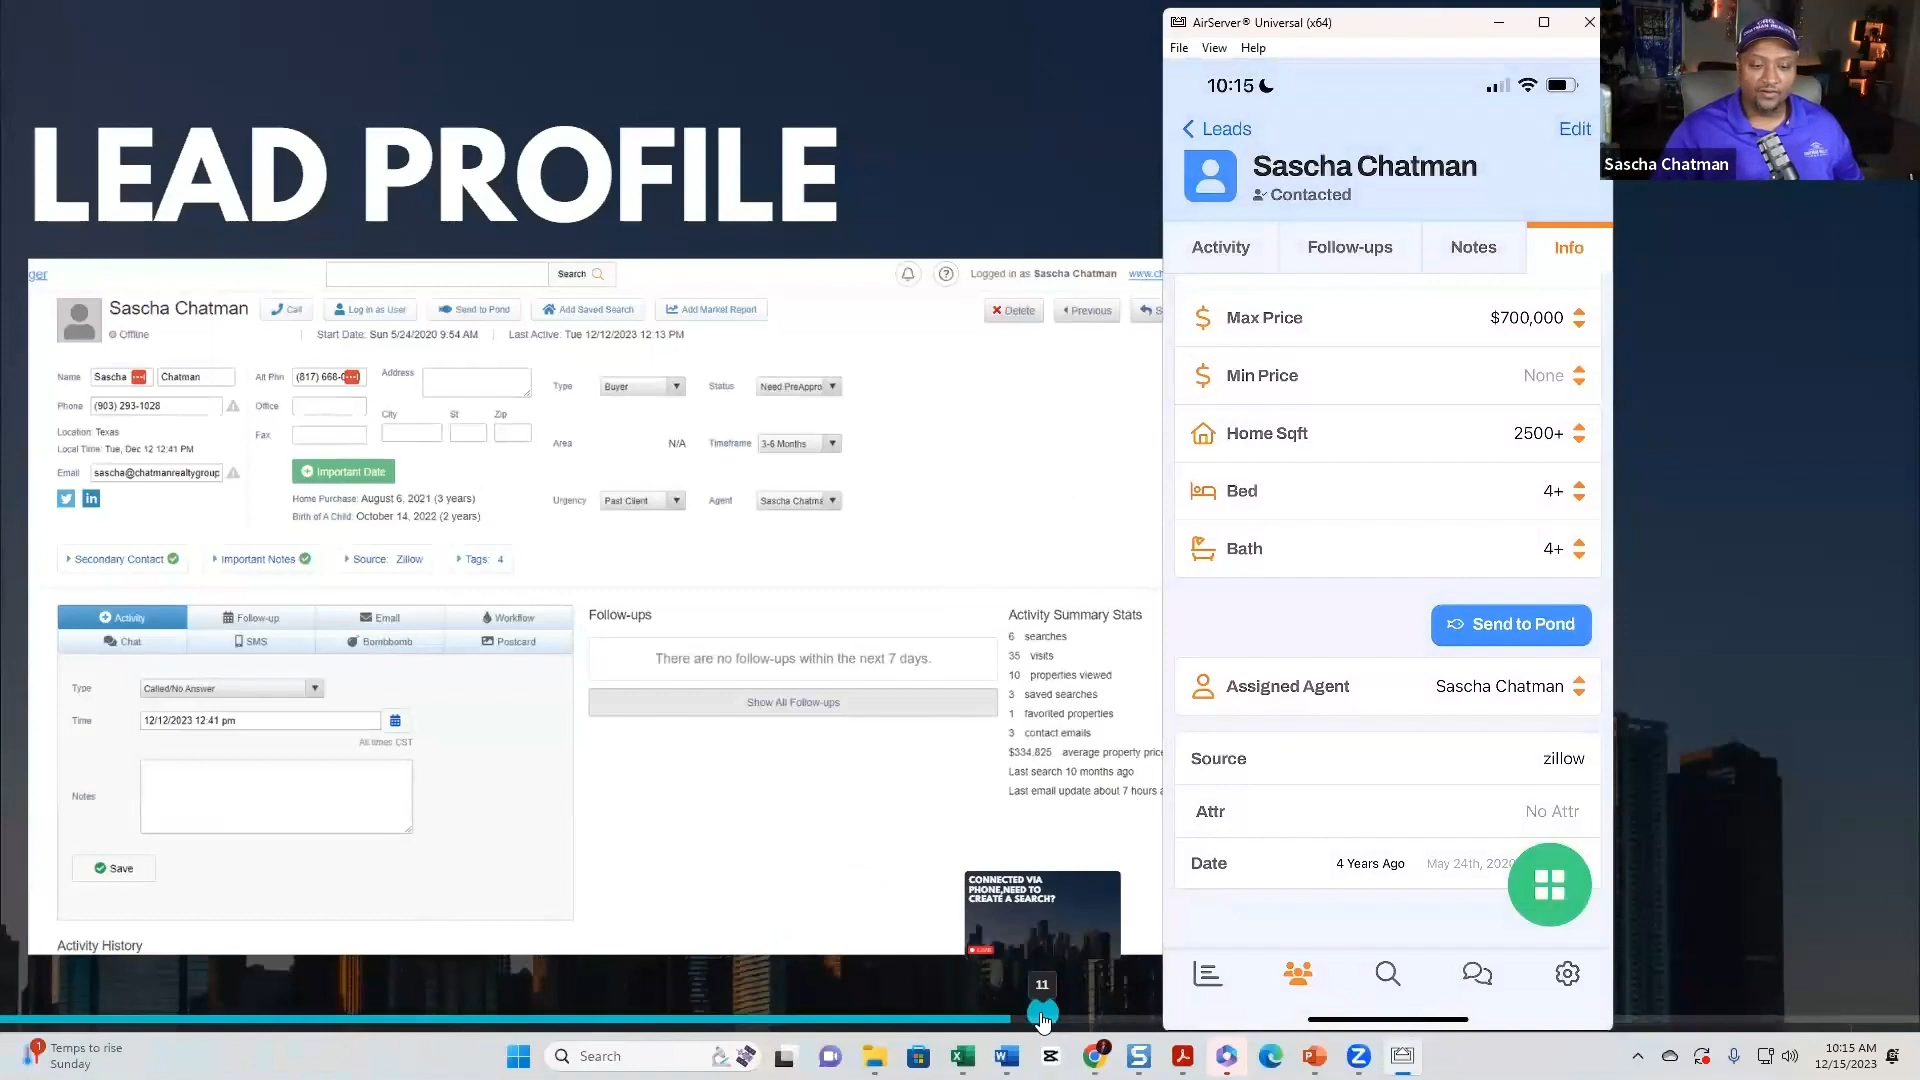 LEAD PROFILE
ger
Search
Logged in as Sascha Chatman
www.ch
Sascha Chatman
Offline
Call
Log in as User
Send to Pond
Add Saved Search
Add Market Report
Delete
Previous
S
Start Date: Sun 5/24/2020 9:54 AM
Last Active: Tue 12/12/2023 12:13 PM
Name
Sascha
Chatman
Alt Phn
(817) 668-
Address
Type
Buyer
Status
Need PreAppro
Phone
(903) 293-1028
Office
City
St
Zip
Location: Texas
Fax
Area
N/A
Timeframe
3-6 Months
Local Time: Tue, Dec 12 12:41 PM
Email
sascha@chatmanrealtygroup
Important Date
Home Purchase: August 6, 2021 (3 years)
Urgency
Past Client
Agent
Sascha Chatma
Birth of A Child: October 14, 2022 (2 years)
Secondary Contact
Important Notes
Source: Zillow
Tags: 4
Activity
Follow-up
Email
Workflow
Chat
SMS
Bombbomb
Postcard
Type
Called/No Answer
Time
12/12/2023 12:41 pm
All times CST
Notes
Save
Follow-ups
There are no follow-ups within the next 7 days.
Show All Follow-ups
Activity Summary Stats
6 searches
35 visits
10 properties viewed
3 saved searches
1 favorited properties
3 contact emails
$334,825 average property price
Last search 10 months ago
Last email update about 7 hours a
Activity History
CONNECTED VIA
PHONE,NEED TO
CREATE A SEARCH?
11
AirServer® Universal (x64)
File View Help
10:15
Leads
Edit
Sascha Chatman
Contacted
Activity
Follow-ups
Notes
Info
Max Price
$700,000
Min Price
None
Home Sqft
2500+
Bed
4+
Bath
4+
Send to Pond
Assigned Agent
Sascha Chatman
Source
zillow
Attr
No Attr
Date
4 Years Ago
May 24th, 2020
Sascha Chatman
1
Temps to rise
Sunday
Search
10:15 AM
12/15/2023